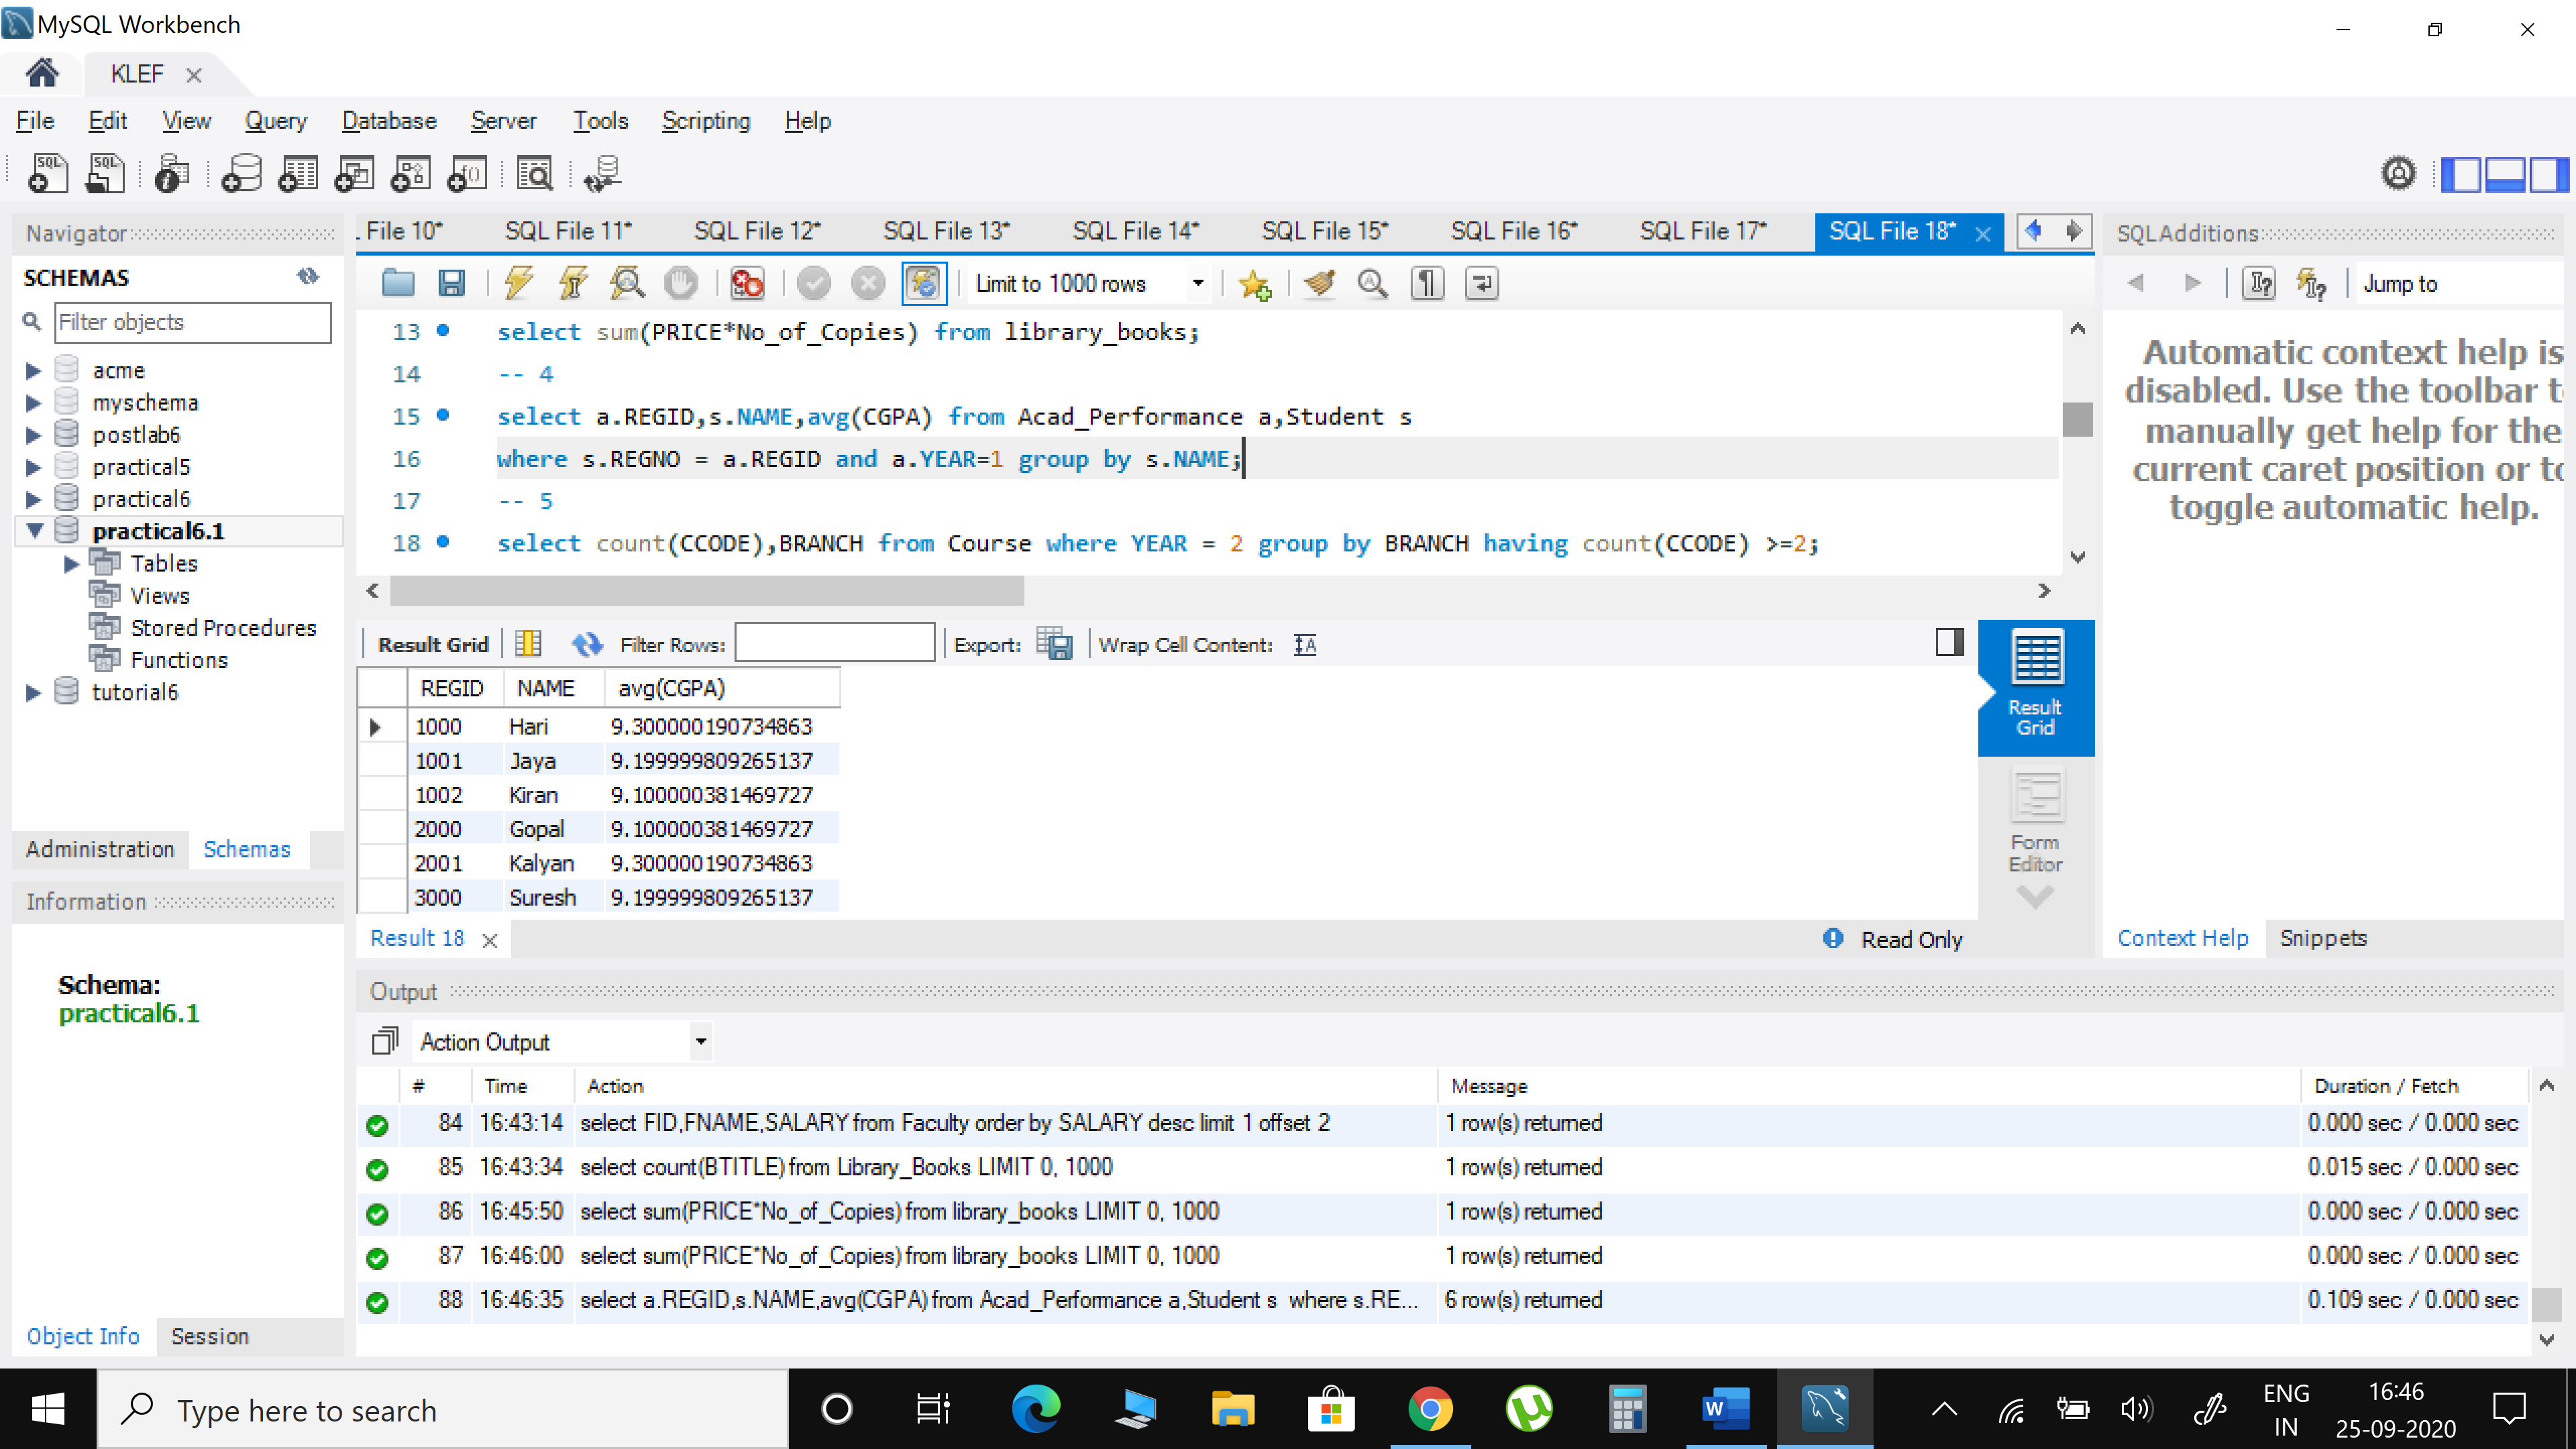 MySQL Workbench
KLEF
File Edit View Query Database Server Tools Scripting Help
Navigator
SCHEMAS
Filter objects
acme
myschema
postlab6
practical5
practical6
practical6.1
Tables
Views
Stored Procedures
Functions
tutorial6
Administration Schemas
Information
Schema:
practical6.1
Object Info Session
File 10* SQL File 11* SQL File 12* SQL File 13* SQL File 14* SQL File 15* SQL File 16* SQL File 17* SQL File 18*
Limit to 1000 rows
13 select sum(PRICE*No_of_Copies) from library_books;
14 -- 4
15 select a.REGID,s.NAME,avg(CGPA) from Acad_Performance a,Student s
16 where s.REGNO = a.REGID and a.YEAR=1 group by s.NAME;
17 -- 5
18 select count(CCODE),BRANCH from Course where YEAR = 2 group by BRANCH having count(CCODE) >=2;
Result Grid Filter Rows: Export: Wrap Cell Content:
REGID NAME avg(CGPA)
1000 Hari 9.300000190734863
1001 Jaya 9.199999809265137
1002 Kiran 9.100000381469727
2000 Gopal 9.100000381469727
2001 Kalyan 9.300000190734863
3000 Suresh 9.199999809265137
Result
Grid
Form
Editor
Result 18
Read Only
SQLAdditions
Jump to
Automatic context help is
disabled. Use the toolbar
manually get help for the
current caret position or
toggle automatic help.
Context Help Snippets
Output
Action Output
# Time Action Message Duration / Fetch
84 16:43:14 select FID,FNAME,SALARY from Faculty order by SALARY desc limit 1 offset 2 1 row(s) returned 0.000 sec / 0.000 sec
85 16:43:34 select count(BTITLE) from Library_Books LIMIT 0, 1000 1 row(s) returned 0.015 sec / 0.000 sec
86 16:45:50 select sum(PRICE*No_of_Copies) from library_books LIMIT 0, 1000 1 row(s) returned 0.000 sec / 0.000 sec
87 16:46:00 select sum(PRICE*No_of_Copies) from library_books LIMIT 0, 1000 1 row(s) returned 0.000 sec / 0.000 sec
88 16:46:35 select a.REGID,s.NAME,avg(CGPA) from Acad_Performance a,Student s where s.RE... 6 row(s) returned 0.109 sec / 0.000 sec
Type here to search
ENG
IN
16:46
25-09-2020